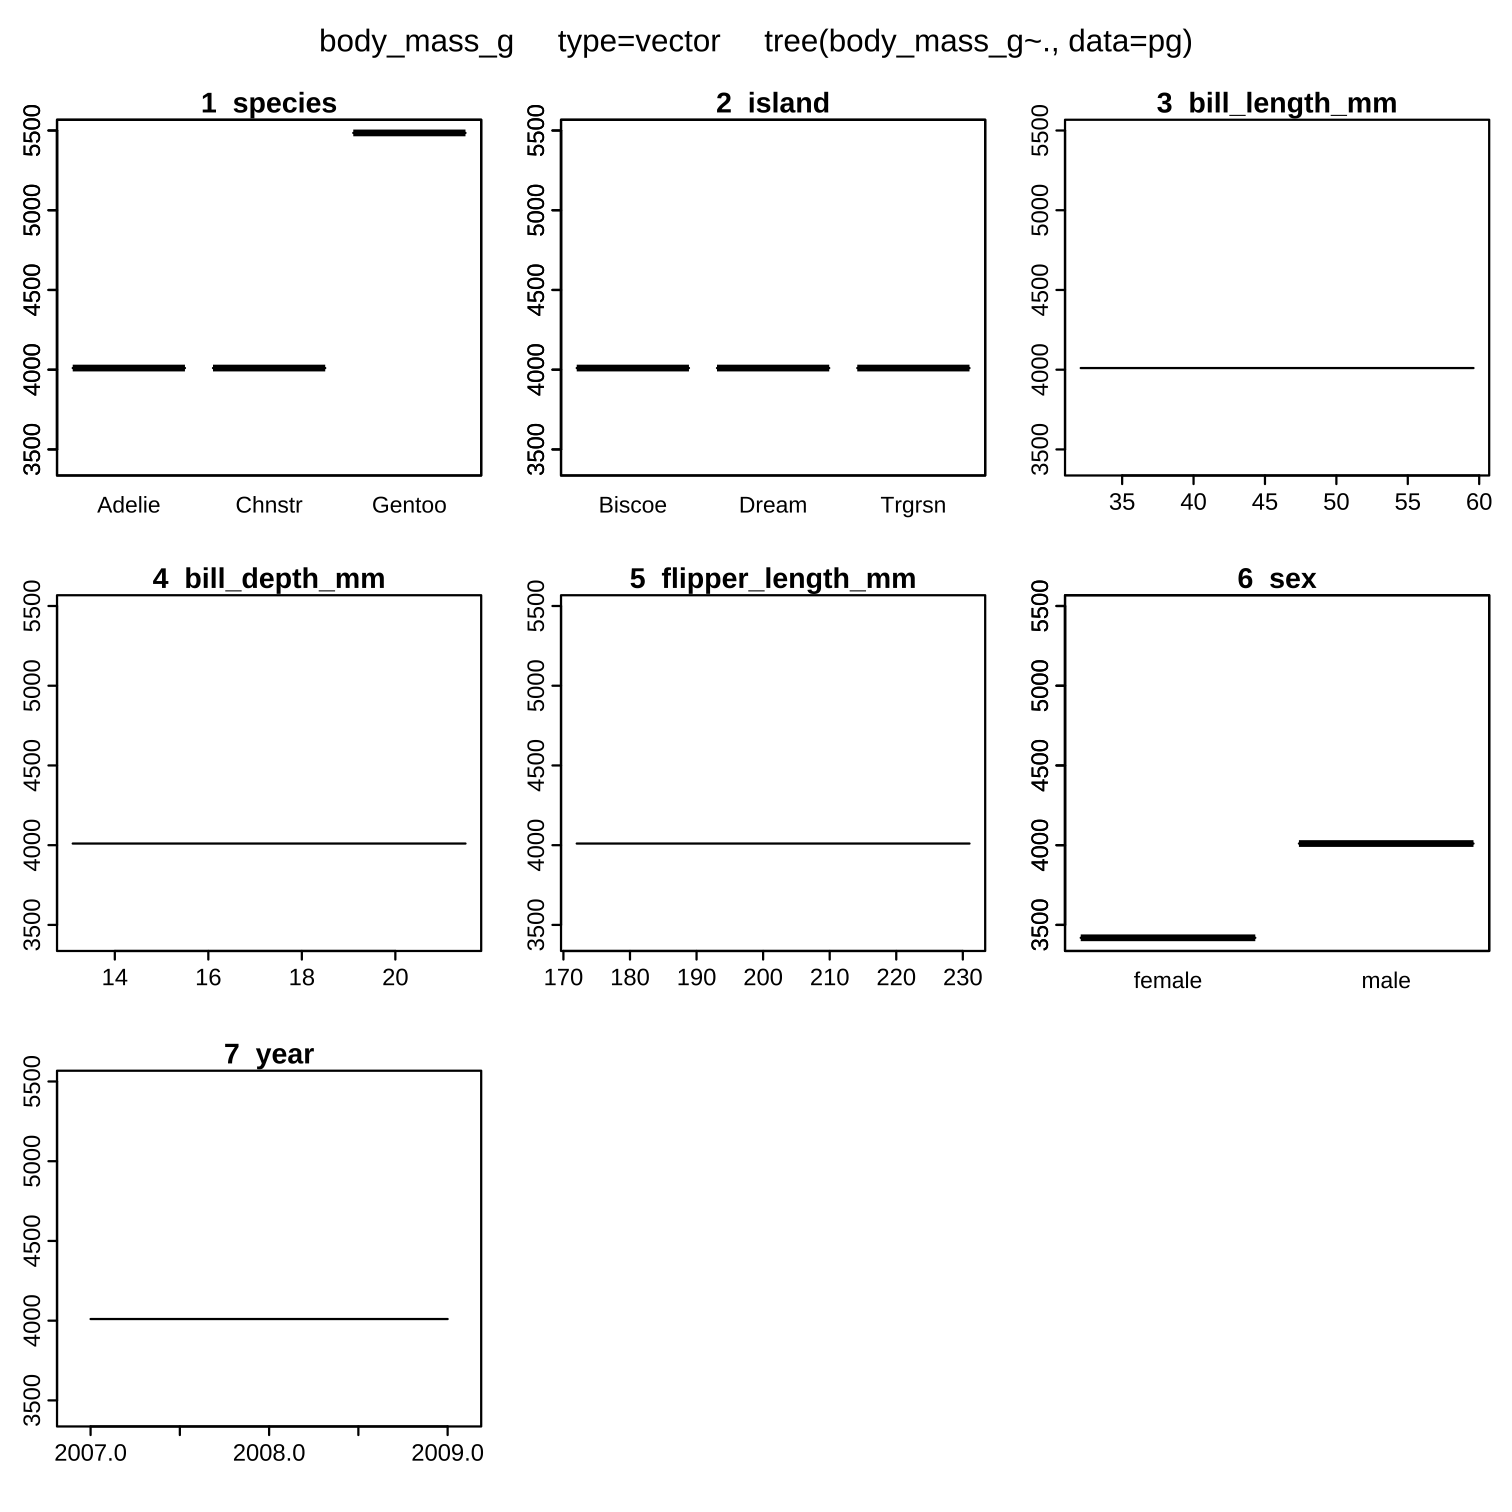 body_mass_g type=vector tree(body_mass_g~., data=pg)
1 species
5500
5000
4500
4000
3500
Adelie Chnstr Gentoo
2 island
5500
5000
4500
4000
3500
Biscoe Dream Trgrsn
3 bill_length_mm
5500
5000
4500
4000
3500
35 40 45 50 55 60
4 bill_depth_mm
5500
5000
4500
4000
3500
14 16 18 20
5 flipper_length_mm
5500
5000
4500
4000
3500
170 180 190 200 210 220 230
6 sex
5500
5000
4500
4000
3500
female male
7 year
5500
5000
4500
4000
3500
2007.0 2008.0 2009.0